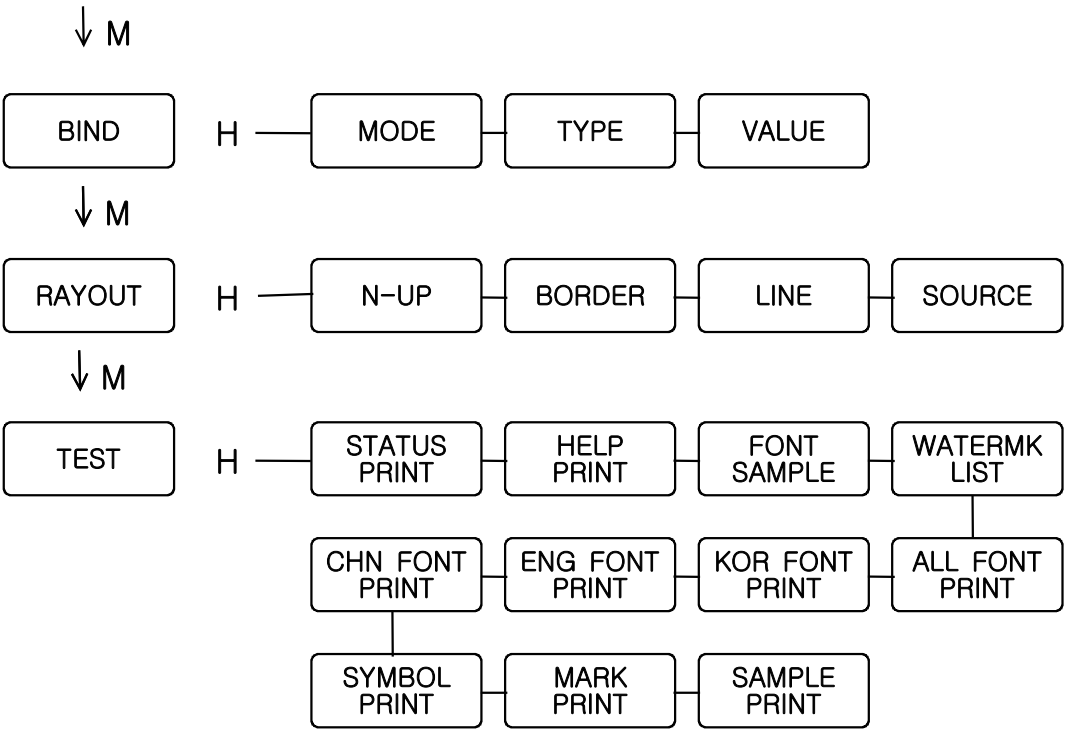 M
BIND H MODE TYPE VALUE
M
RAYOUT H N-UP BORDER LINE SOURCE
M
TEST H
STATUS
PRINT
HELP
PRINT
FONT
SAMPLE
WATERMK
LIST
CHN FONT
PRINT
ENG FONT
PRINT
KOR FONT
PRINT
ALL FONT
PRINT
SYMBOL
PRINT
MARK
PRINT
SAMPLE
PRINT